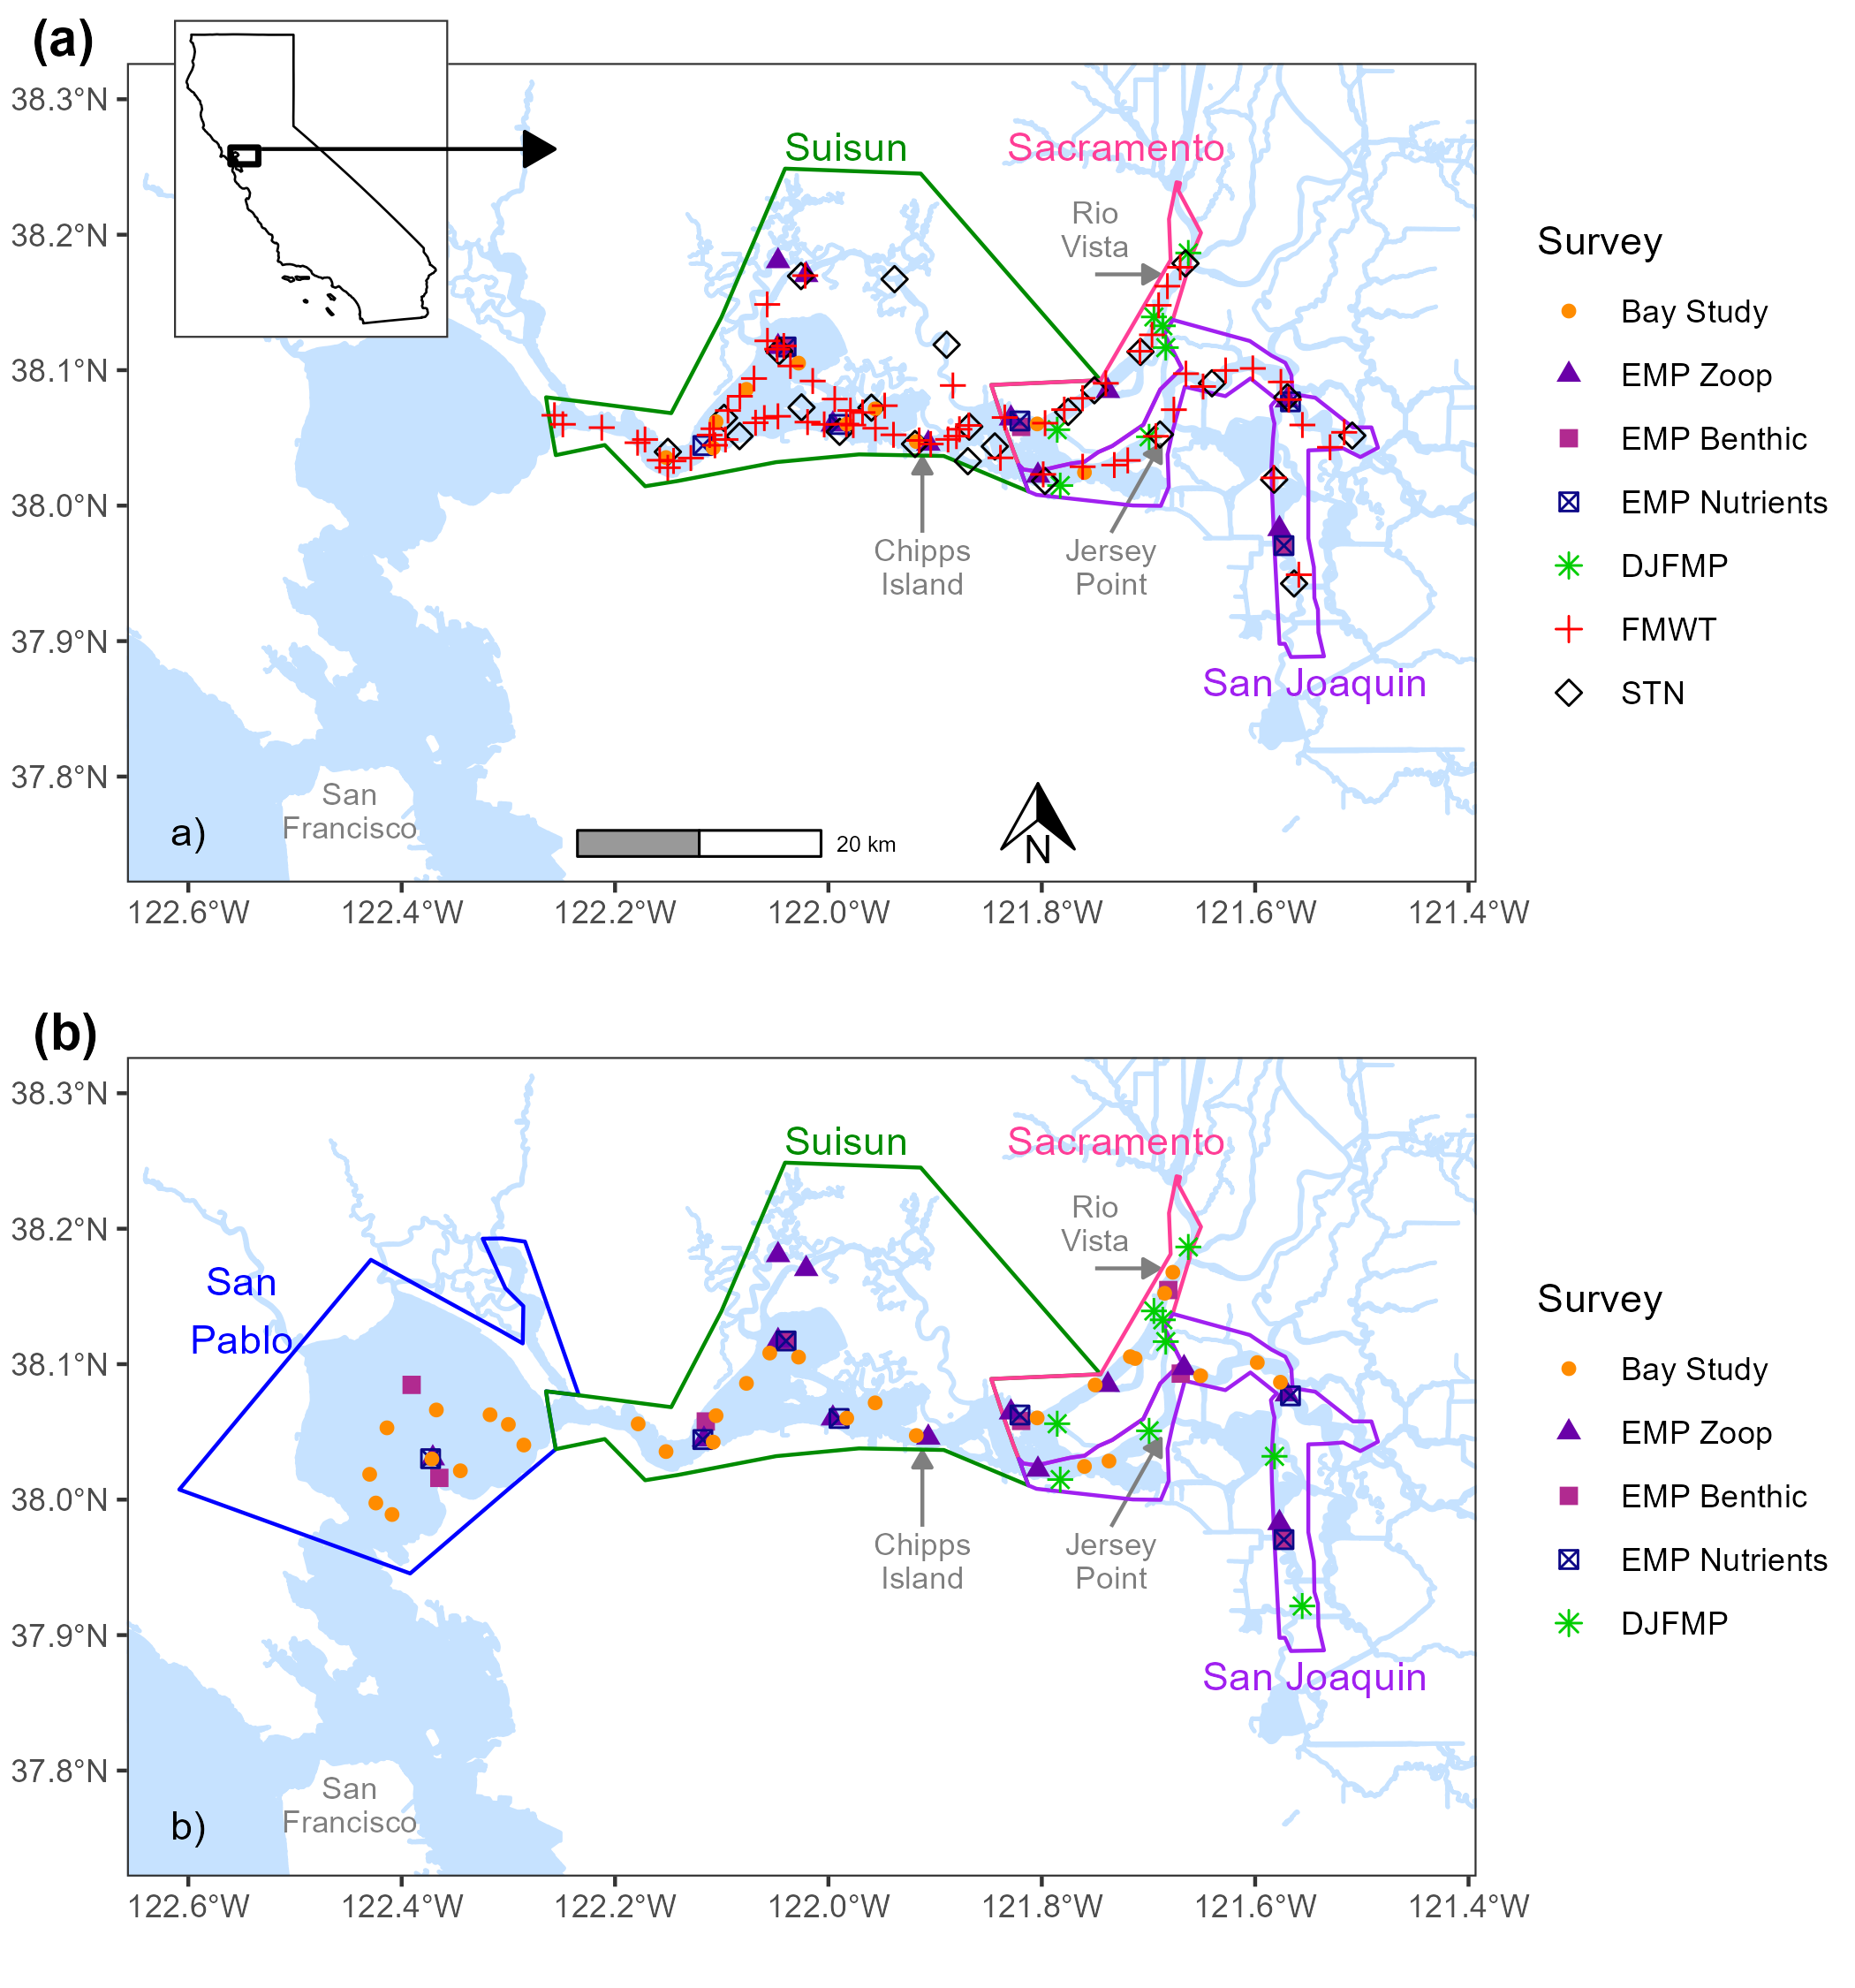 (a)
38.3°N
38.2°N
38.1°N
38.0°N
37.9°N
37.8°N
Suisun
Sacramento
Rio
Vista
Chipps
Island
Jersey
Point
San Joaquin
San
Francisco
a)
20 km
N
122.6°W
122.4°W
122.2°W
122.0°W
121.8°W
121.6°W
121.4°W
Survey
Bay Study
EMP Zoop
EMP Benthic
EMP Nutrients
DJFMP
FMWT
STN
(b)
38.3°N
38.2°N
38.1°N
38.0°N
37.9°N
37.8°N
Suisun
Sacramento
Rio
Vista
San
Pablo
Chipps
Island
Jersey
Point
San Joaquin
San
Francisco
b)
122.6°W
122.4°W
122.2°W
122.0°W
121.8°W
121.6°W
121.4°W
Survey
Bay Study
EMP Zoop
EMP Benthic
EMP Nutrients
DJFMP